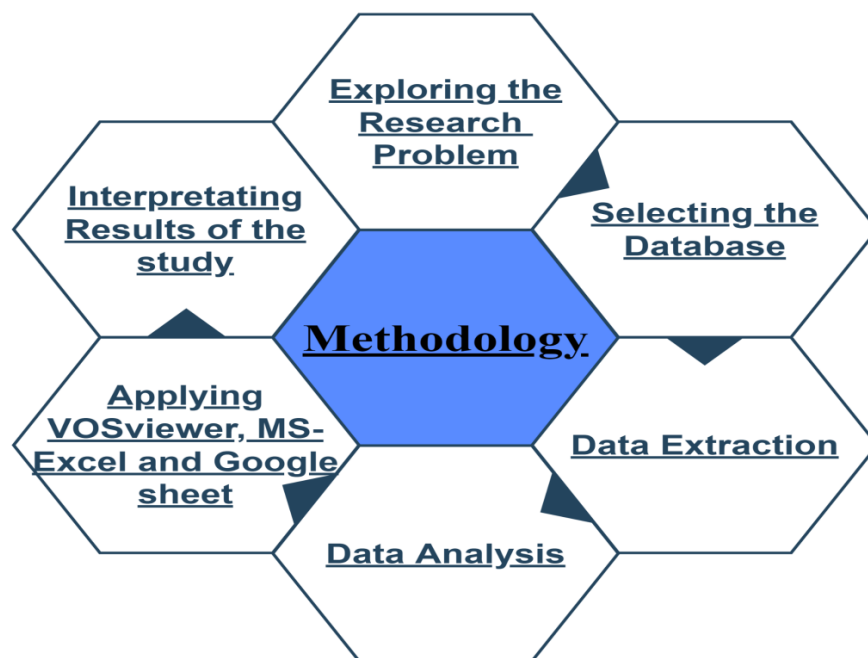 Exploring the
Research
Problem
Selecting the
Database
Data Extraction
Data Analysis
Applying
VOSviewer, MS-
Excel and Google
sheet
Interpretating
Results of the
study
Methodology